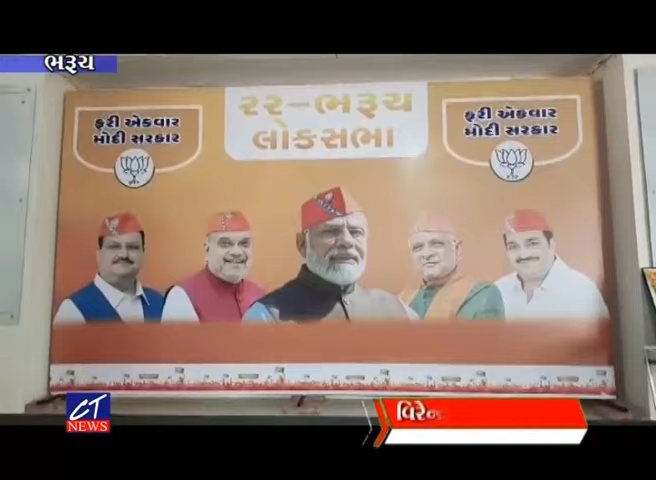 ભરૂચ
ફરી એકવાર
મોદી સરકાર
૨૨-ભરૂચ
લોકસભા
ફરી એકવાર
મોદી સરકાર
CT
NEWS
વિરેન